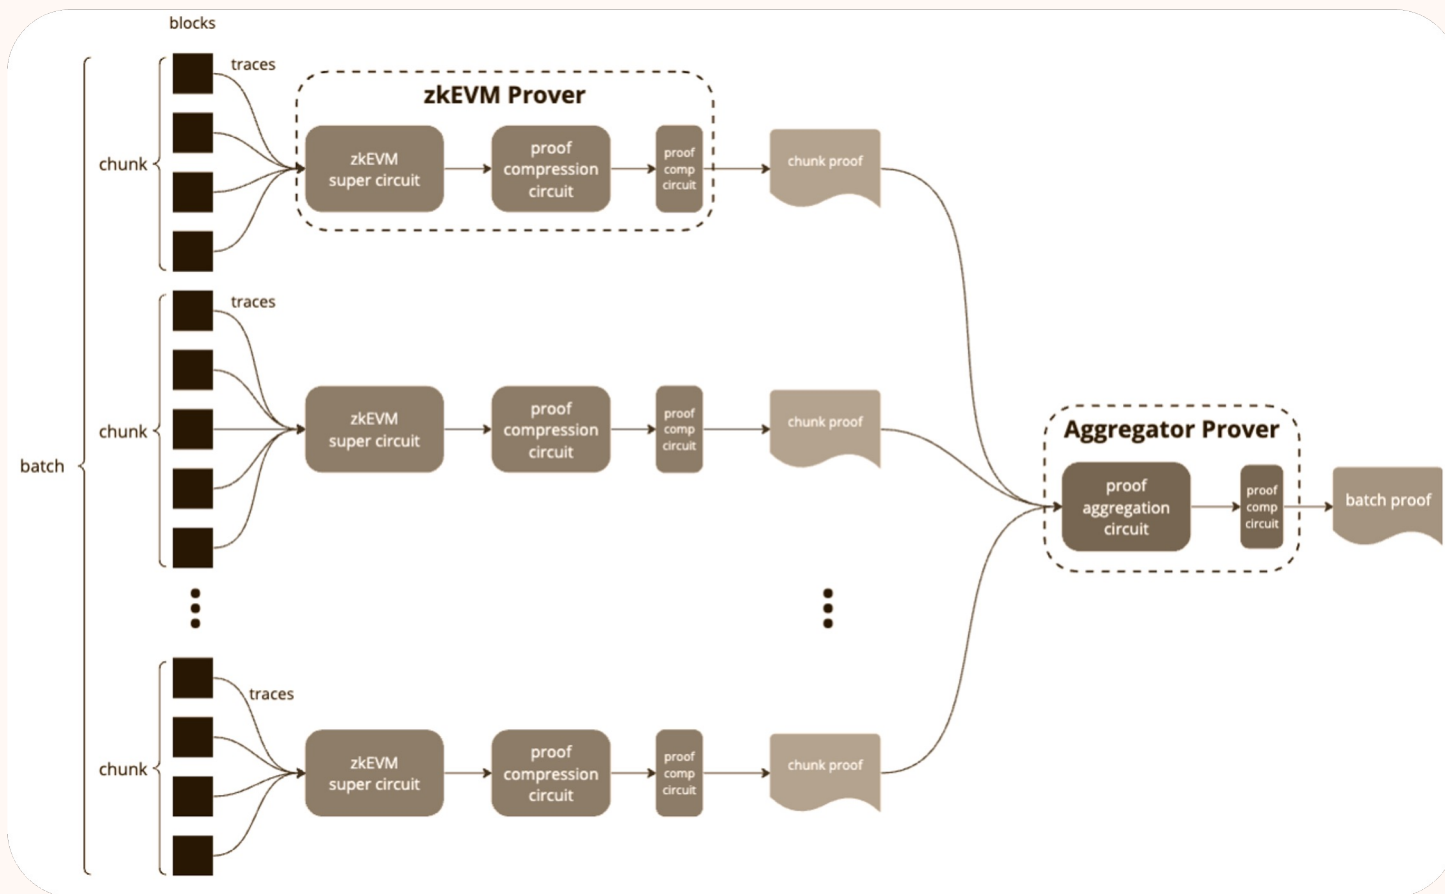 blocks
traces
zkEVM Prover
chunk
zkEVM
super circuit
proof
compression
circuit
proof
comp
circuit
chunk proof
traces
chunk
zkEVM
super circuit
proof
compression
circuit
proof
comp
circuit
chunk proof
batch
Aggregator Prover
proof
aggregation
circuit
proof
comp
circuit
batch proof
traces
chunk
zkEVM
super circuit
proof
compression
circuit
proof
comp
circuit
chunk proof